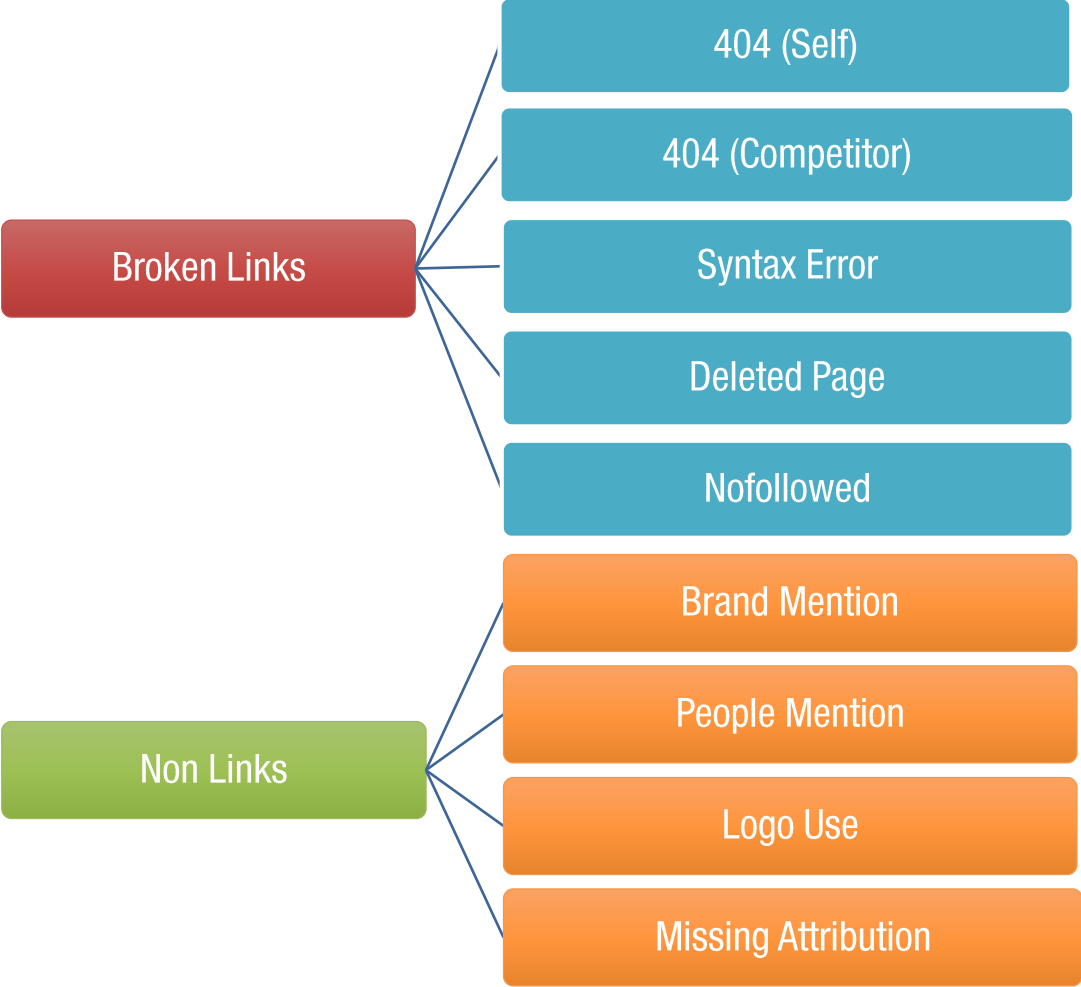 Broken Links
404 (Self)
404 (Competitor)
Syntax Error
Deleted Page
Nofollowed
Non Links
Brand Mention
People Mention
Logo Use
Missing Attribution